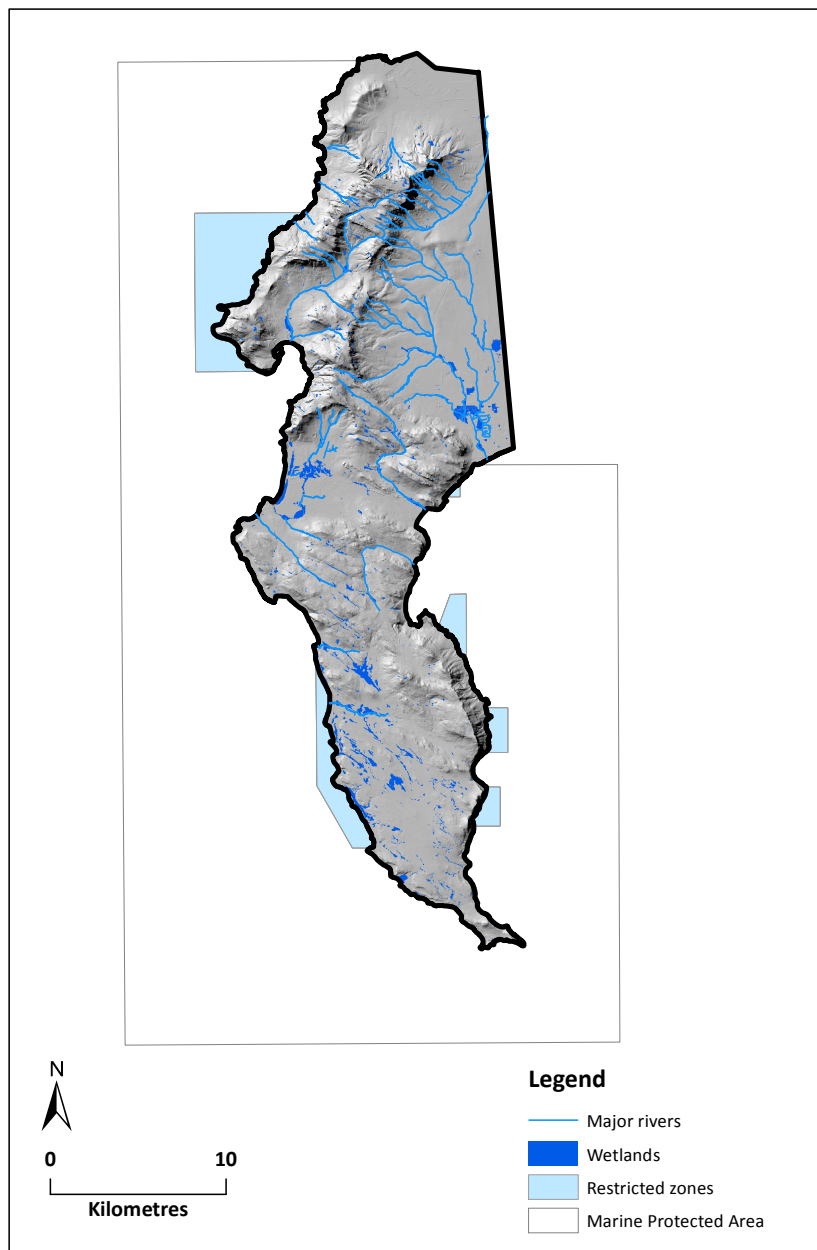 N
0 10
Kilometres
Legend
Major rivers
Wetlands
Restricted zones
Marine Protected Area